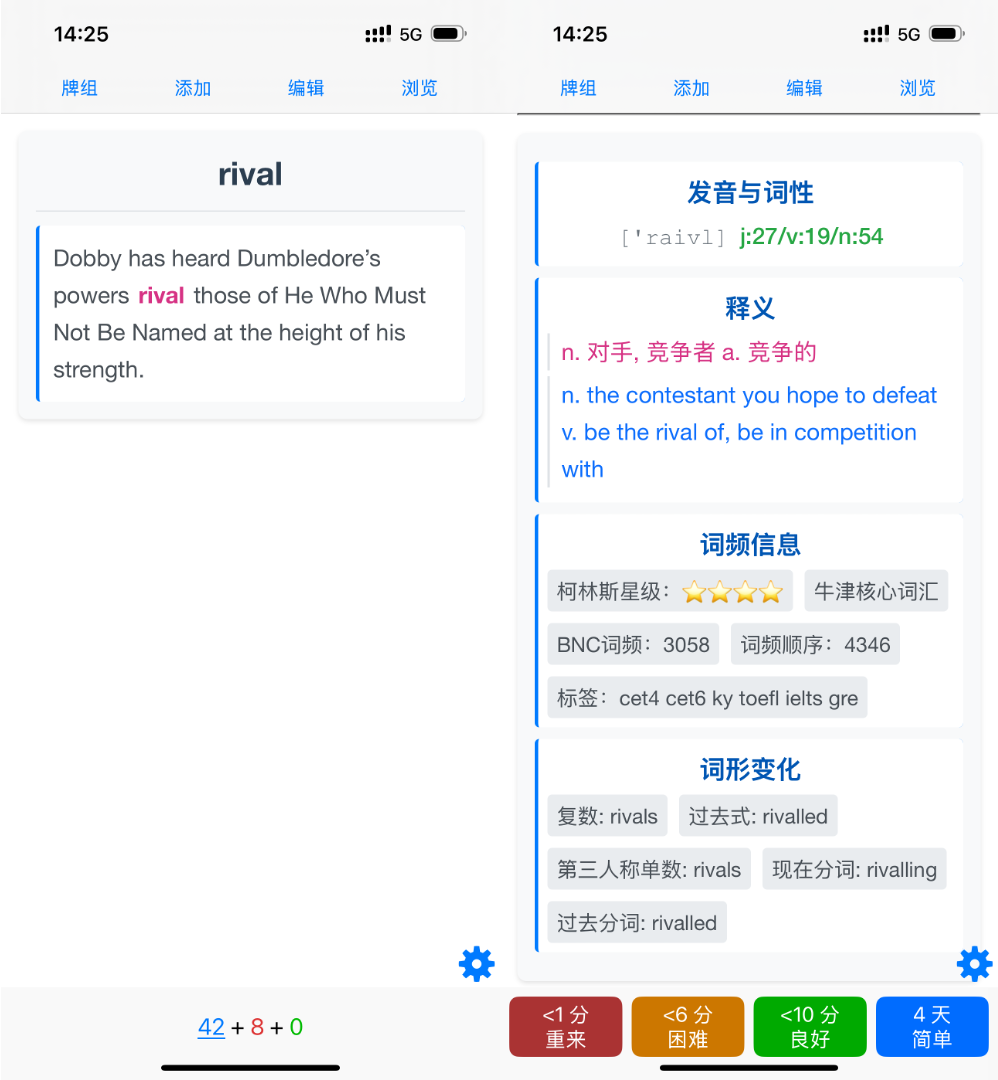 14:25
5G
牌组
添加
编辑
浏览
rival
Dobby has heard Dumbledore’s
powers rival those of He Who Must
Not Be Named at the height of his
strength.
42 + 8 + 0
14:25
5G
牌组
添加
编辑
浏览
发音与词性
['raivl] j:27/v:19/n:54
释义
n. 对手, 竞争者 a. 竞争的
n. the contestant you hope to defeat
v. be the rival of, be in competition
with
词频信息
柯林斯星级：⭐⭐⭐⭐
牛津核心词汇
BNC词频：3058
词频顺序：4346
标签：cet4 cet6 ky toefl ielts gre
词形变化
复数: rivals
过去式: rivalled
第三人称单数: rivals
现在分词: rivalling
过去分词: rivalled
<1 分
重来
<6 分
困难
<10 分
良好
4 天
简单